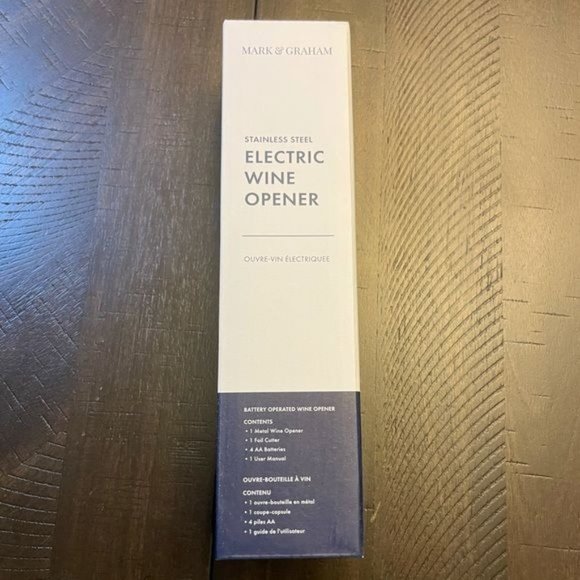 MARK & GRAHAM
STAINLESS STEEL
ELECTRIC
WINE
OPENER
OUVRE-VIN ÉLECTRIQUEE
BATTERY OPERATED WINE OPENER
CONTENTS
• 1 Metal Wine Opener
• 1 Foil Cutter
• 4 AA Batteries
• 1 User Manual
OUVRE-BOUTEILLE À VIN
CONTENU
• 1 ouvre-bouteille en métal
• 1 coupe-capsule
• 4 piles AA
• 1 guide de l'utilisateur